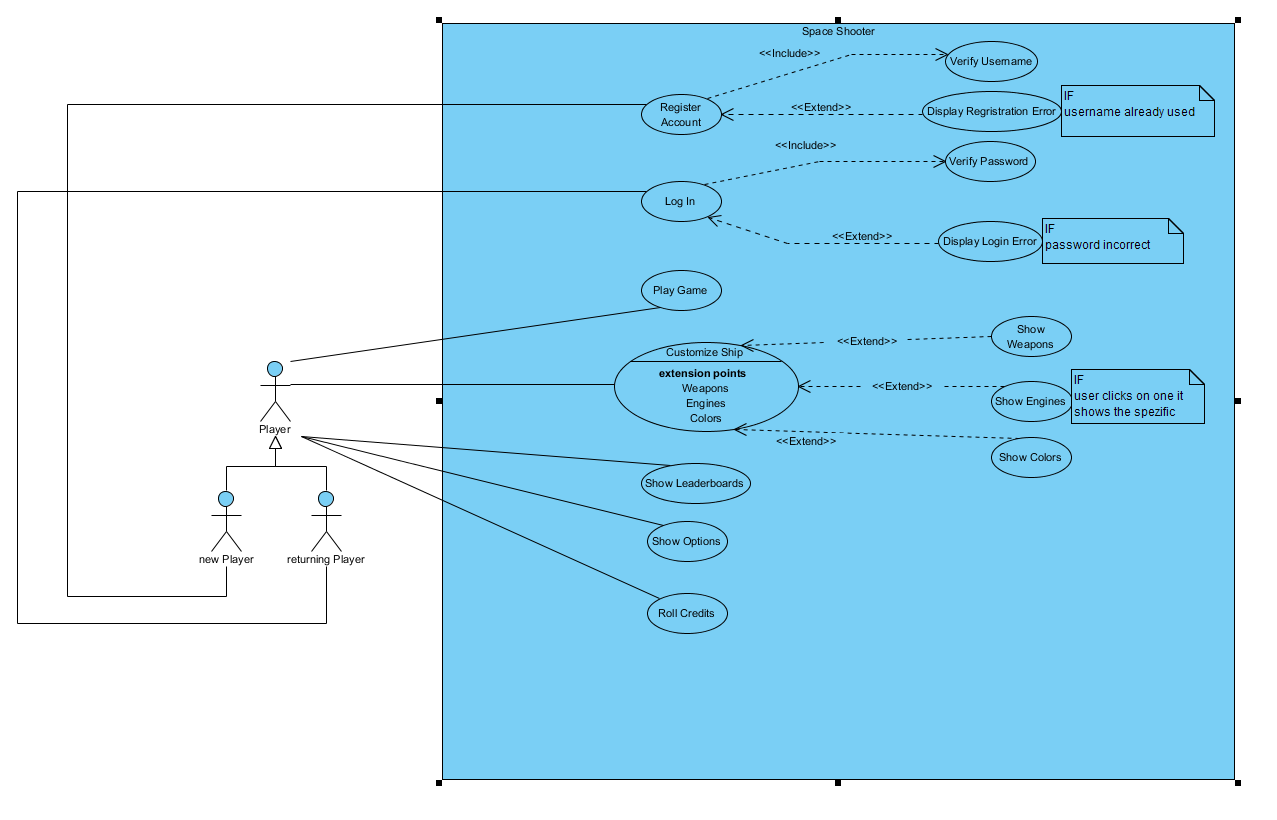 Space Shooter
<<Include>>
Verify Username
Register
Account
<<Extend>>
Display Regristration Error
IF
username already used
<<Include>>
Verify Password
Log In
<<Extend>>
Display Login Error
IF
password incorrect
Play Game
Customize Ship
extension points
Weapons
Engines
Colors
<<Extend>>
Show
Weapons
<<Extend>>
Show Engines
IF
user clicks on one it
shows the spezific
<<Extend>>
Show Colors
Player
Show Leaderboards
Show Options
new Player
returning Player
Roll Credits